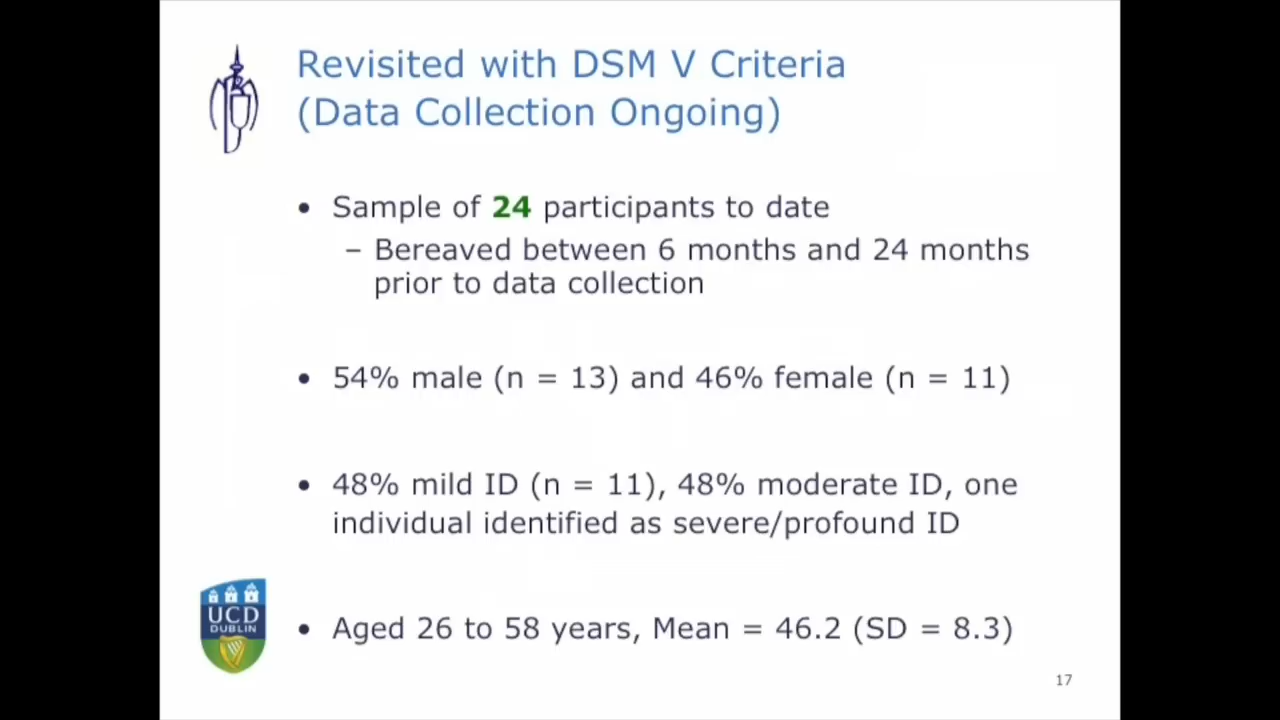 Revisited with DSM V Criteria
(Data Collection Ongoing)
• Sample of 24 participants to date
– Bereaved between 6 months and 24 months
prior to data collection
• 54% male (n = 13) and 46% female (n = 11)
• 48% mild ID (n = 11), 48% moderate ID, one
individual identified as severe/profound ID
UCD
DUBLIN
• Aged 26 to 58 years, Mean = 46.2 (SD = 8.3)
17